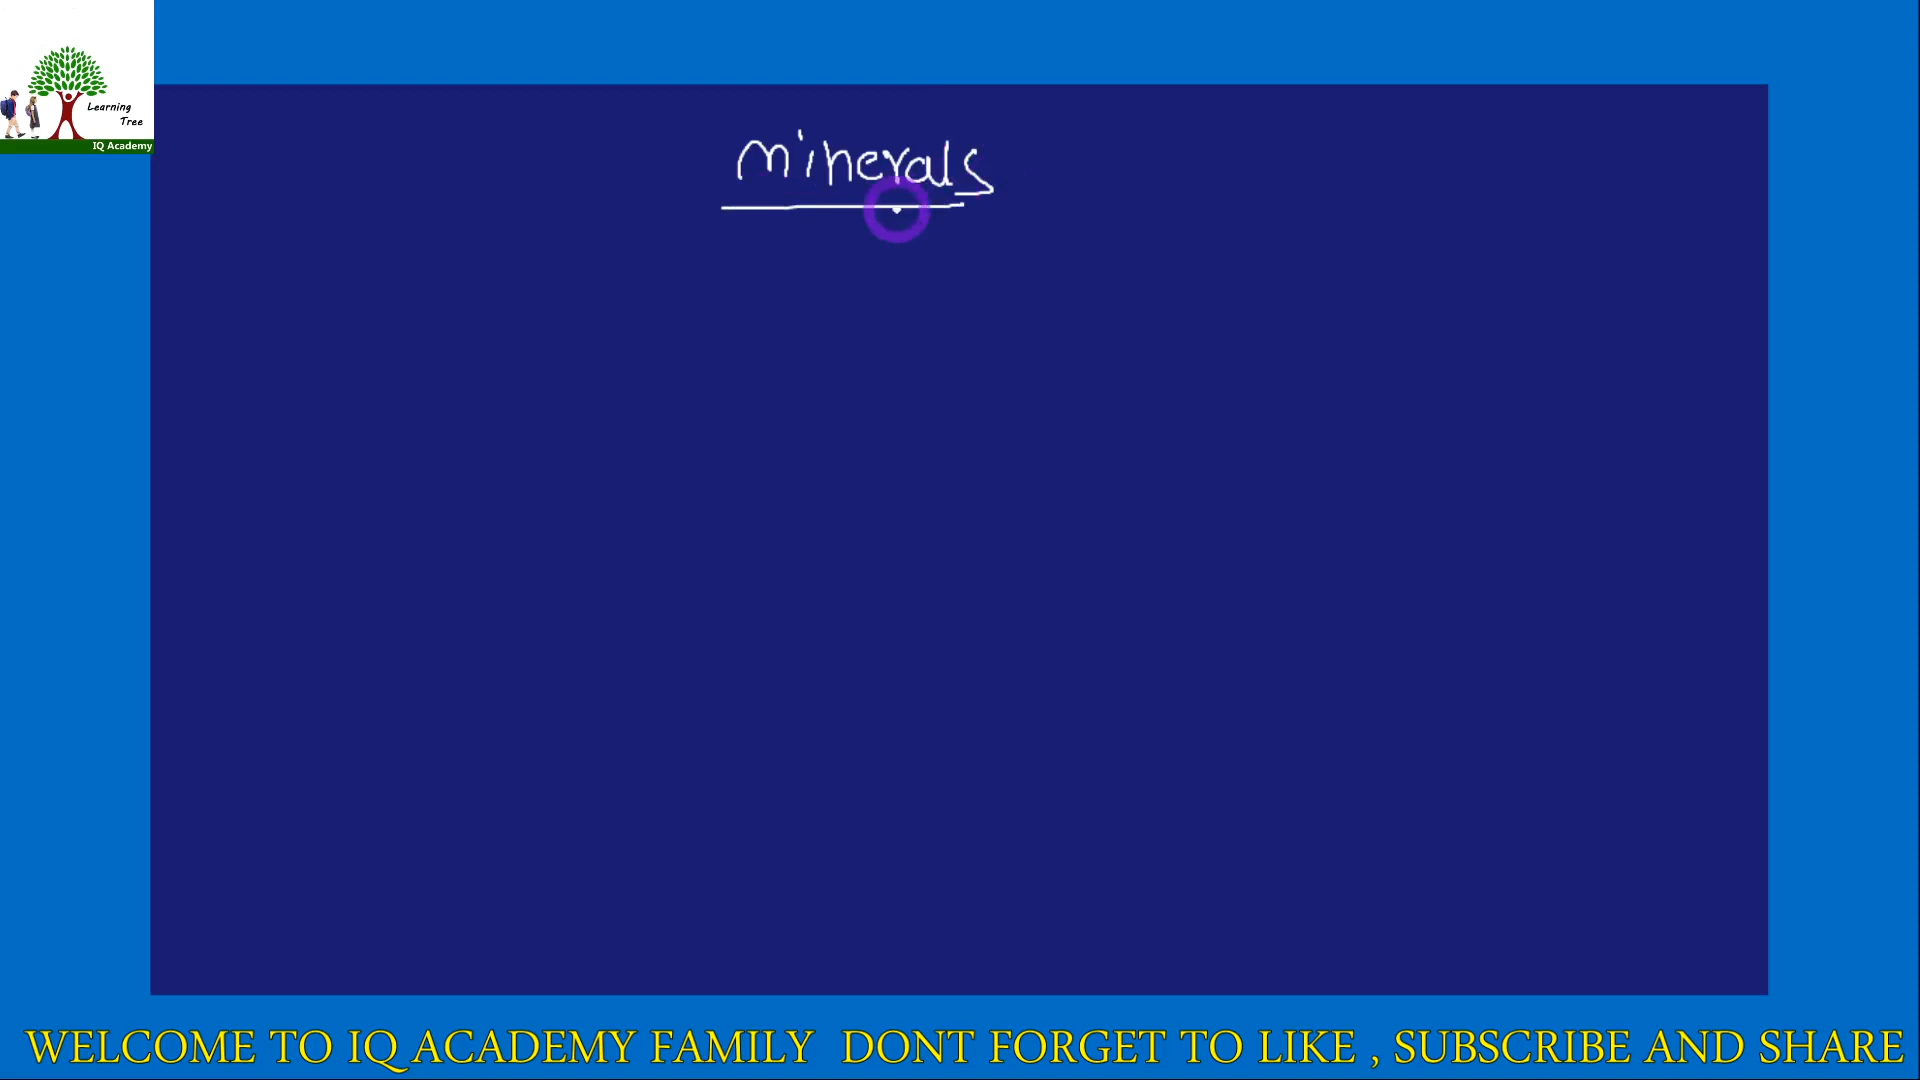 Learning
Tree
IQ Academy
minerals
WELCOME TO IQ ACADEMY FAMILY DONT FORGET TO LIKE , SUBSCRIBE AND SHARE